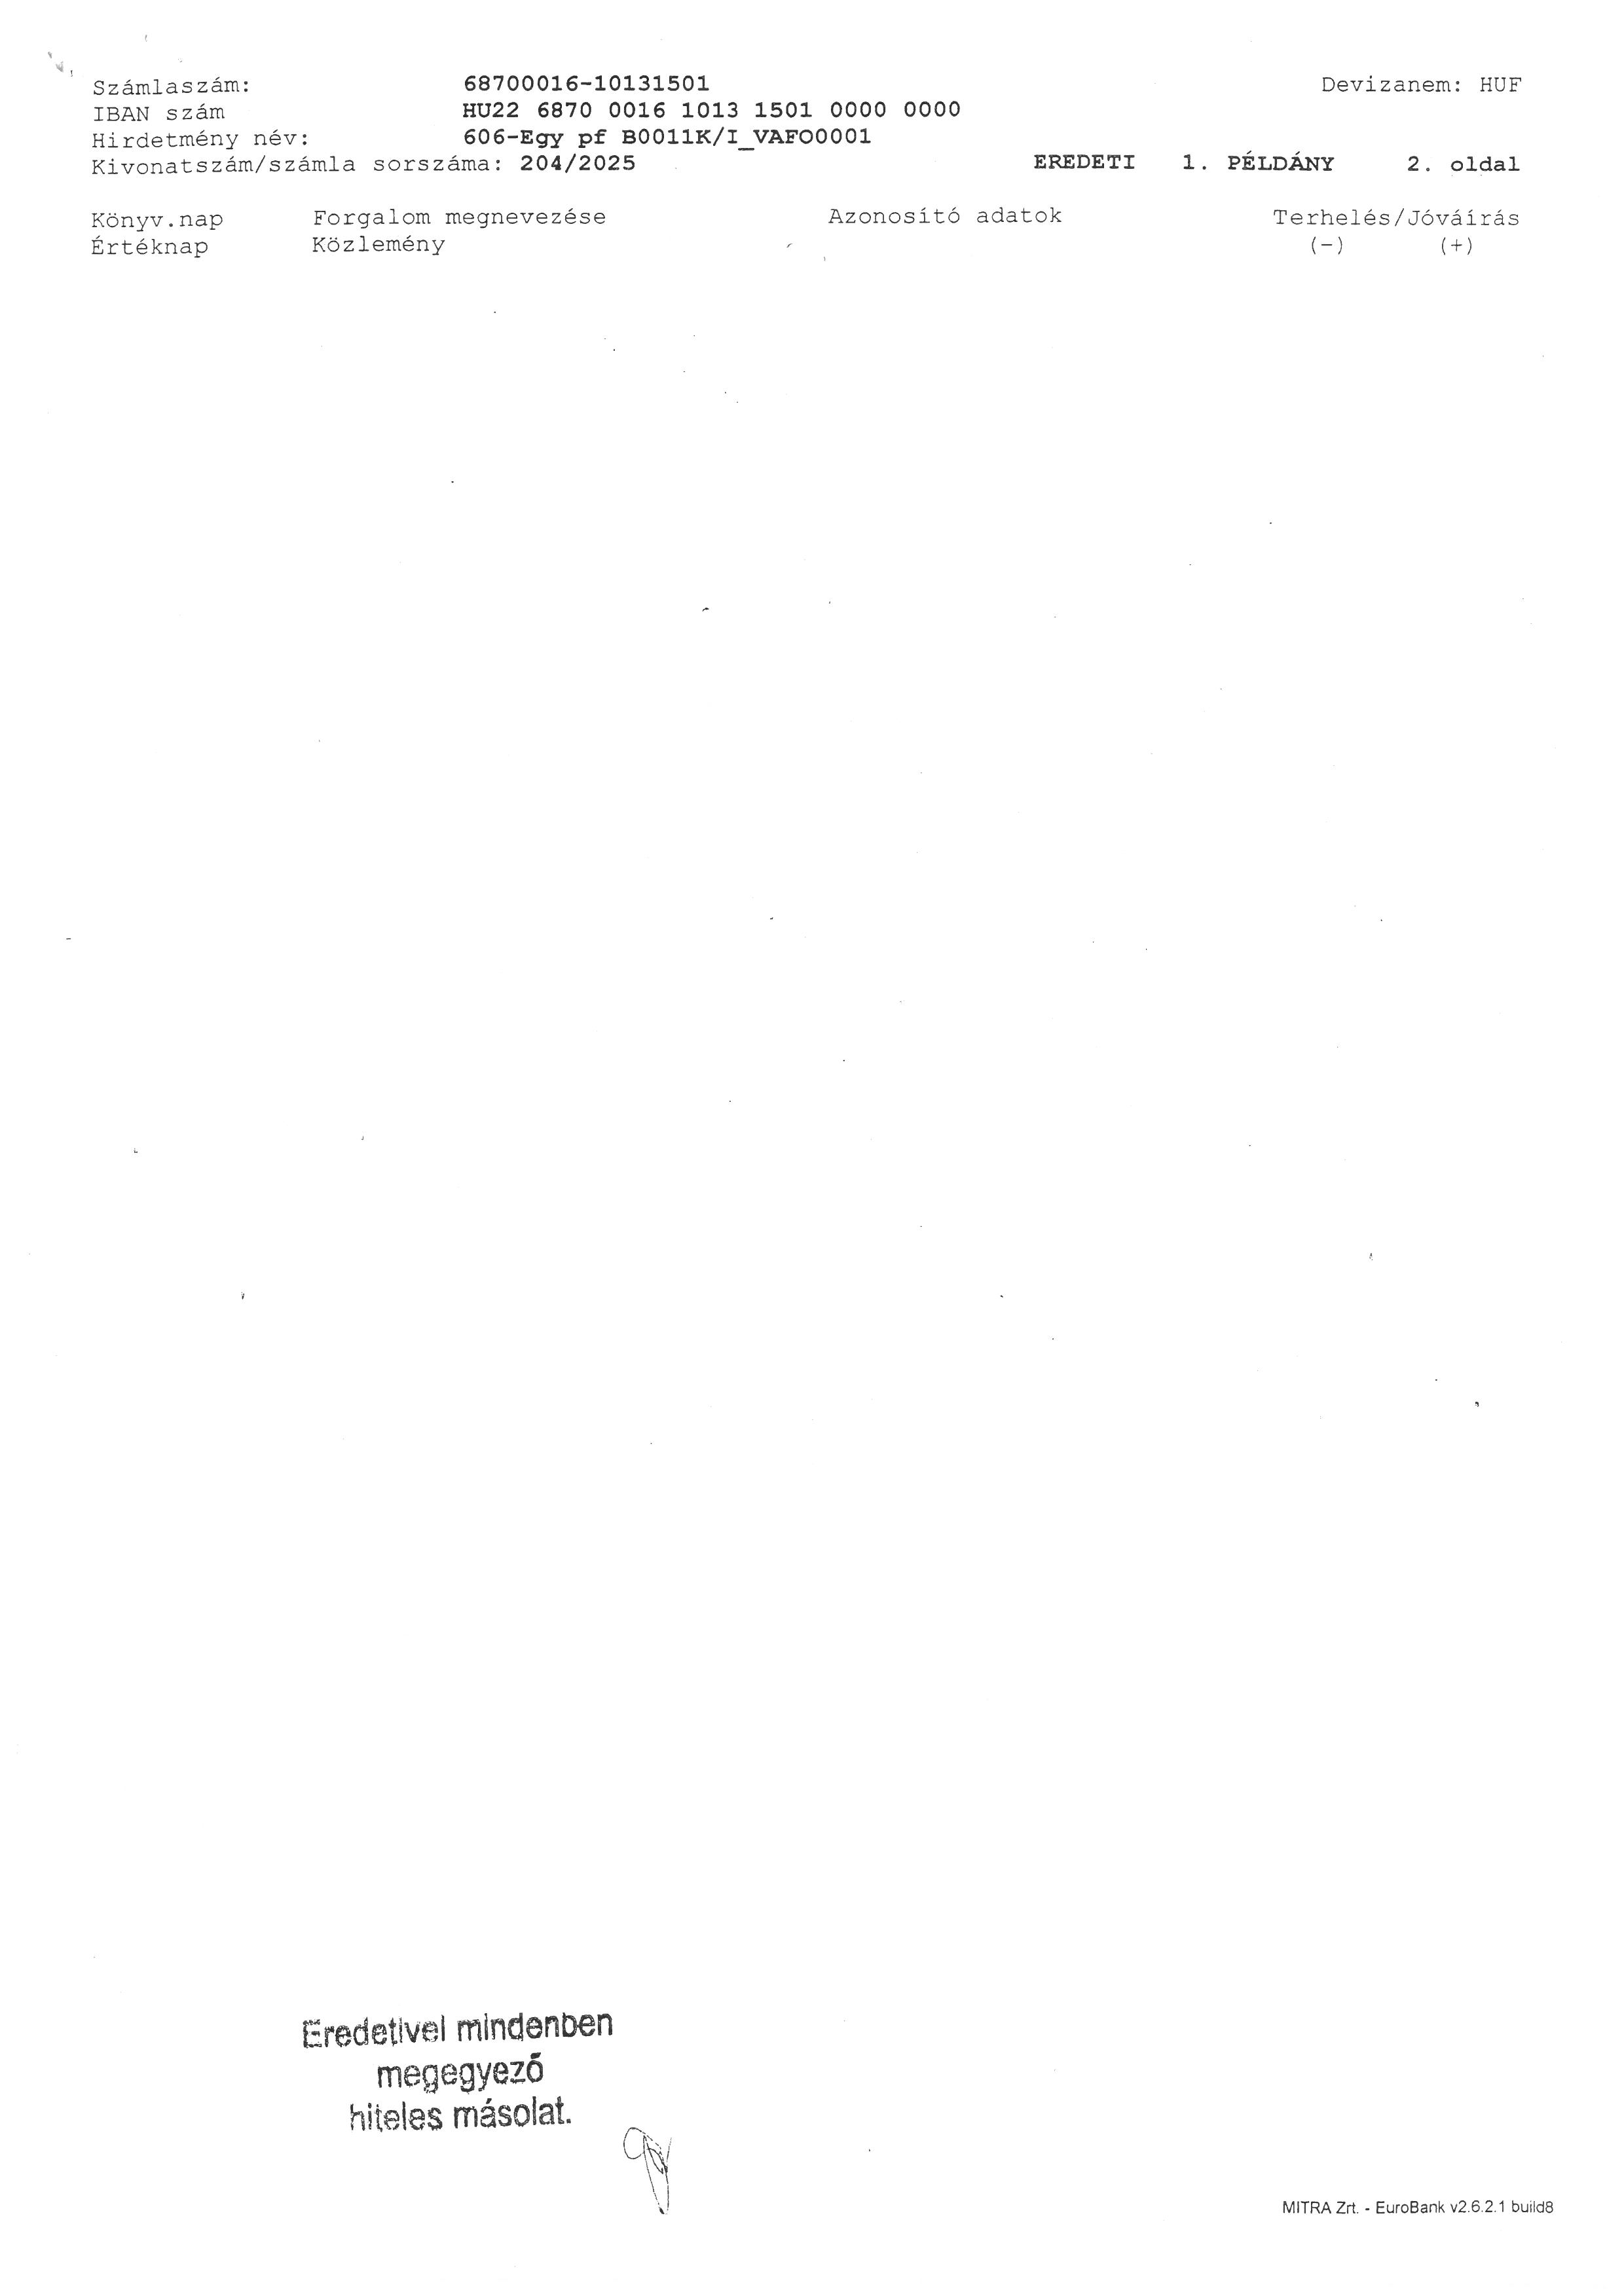 Számlaszám: 68700016-10131501 Devizanem: HUF
IBAN szám HU22 6870 0016 1013 1501 0000 0000
Hirdetmény név: 606-Egy pf B0011K/I_VAFO0001
Kivonatszám/számla sorszáma: 204/2025 EREDETI 1. PÉLDÁNY 2. oldal
Könyv.nap Forgalom megnevezése Azonosító adatok Terhelés/Jóváírás
Értéknap Közlemény (-) (+)
Eredetivel mindenben
megegyező
hiteles másolat.
MITRA Zrt. - EuroBank v2.6.2.1 build8